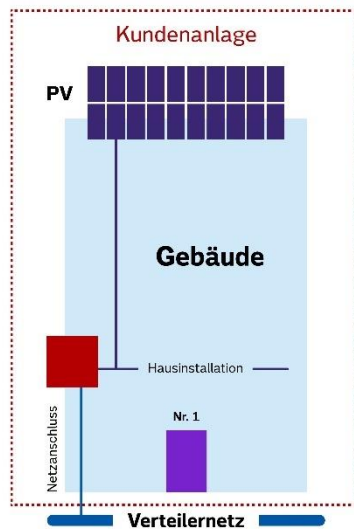 Kundenanlage
PV
Gebäude
Hausinstallation
Netzanschluss
Nr. 1
Verteilernetz